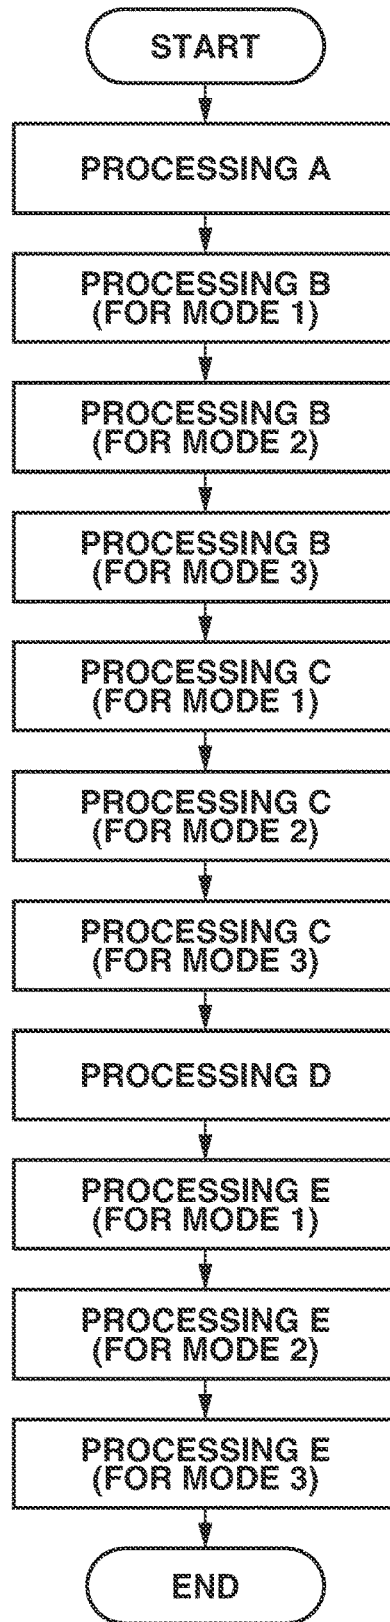 START
PROCESSING A
PROCESSING B
(FOR MODE 1)
PROCESSING B
(FOR MODE 2)
PROCESSING B
(FOR MODE 3)
PROCESSING C
(FOR MODE 1)
PROCESSING C
(FOR MODE 2)
PROCESSING C
(FOR MODE 3)
PROCESSING D
PROCESSING E
(FOR MODE 1)
PROCESSING E
(FOR MODE 2)
PROCESSING E
(FOR MODE 3)
END